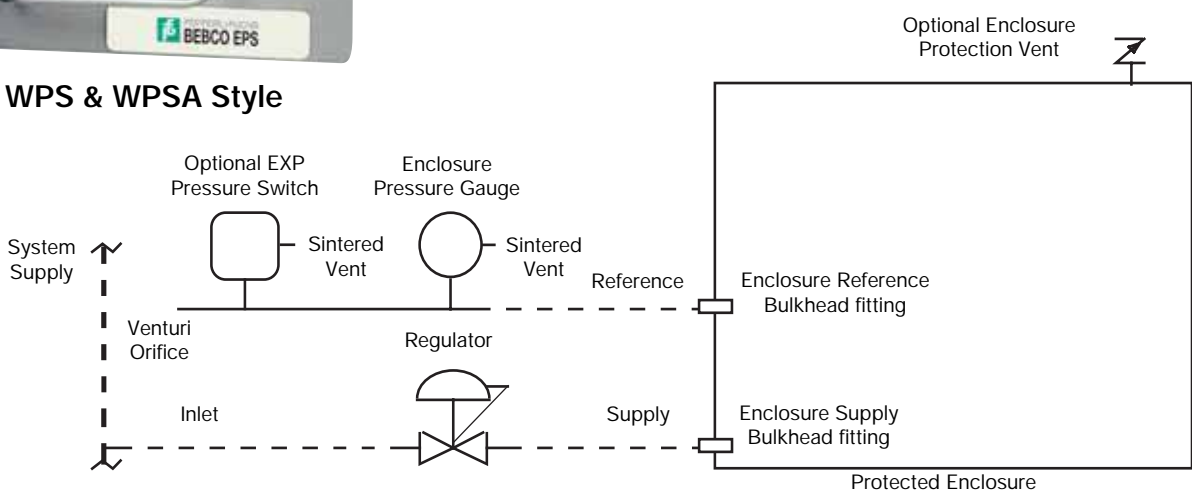 PEPPERL+FUCHS
BEBCO EPS
WPS & WPSA Style
Optional Enclosure
Protection Vent
Optional EXP
Pressure Switch
Enclosure
Pressure Gauge
System
Supply
Sintered
Vent
Sintered
Vent
Reference
Enclosure Reference
Bulkhead fitting
Venturi
Orifice
Regulator
Inlet
Supply
Enclosure Supply
Bulkhead fitting
Protected Enclosure